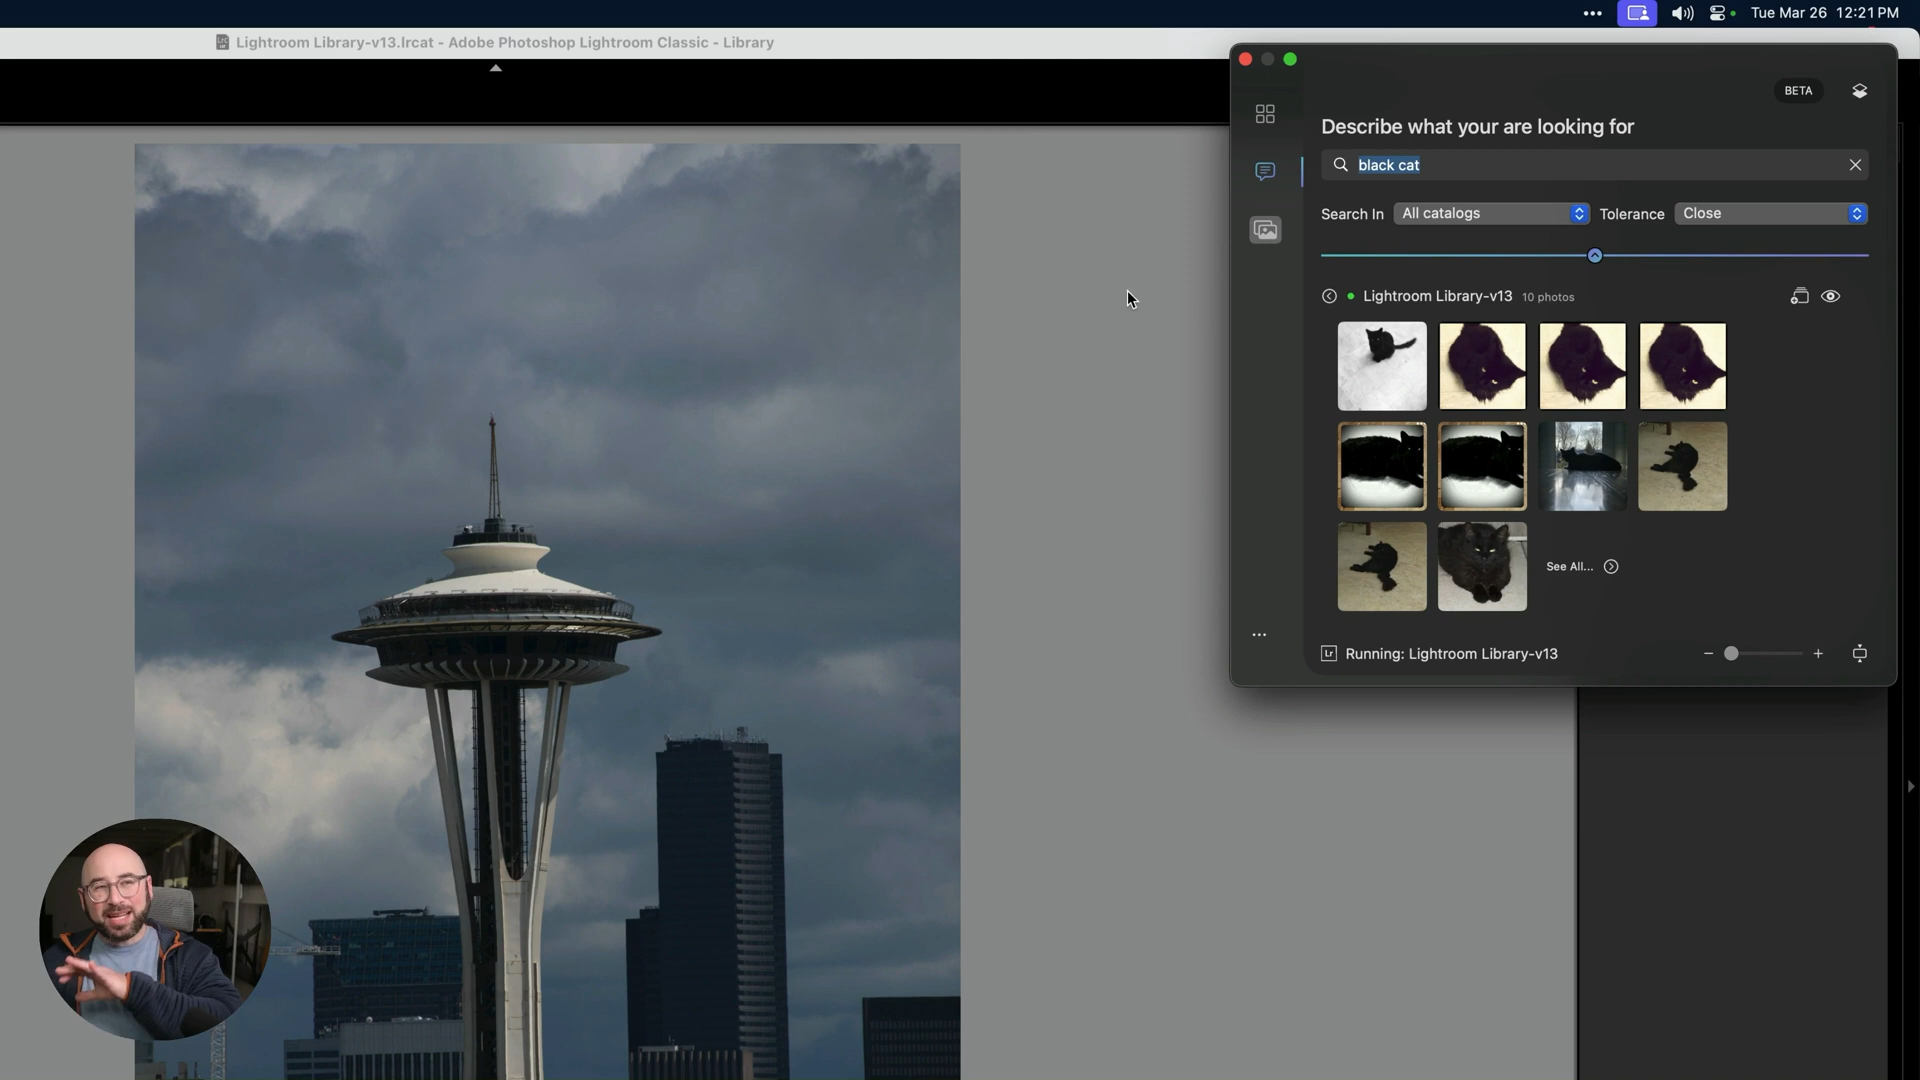 Tue Mar 26 12:21 PM
Lightroom Library-v13.lrcat - Adobe Photoshop Lightroom Classic - Library
BETA
Describe what your are looking for
black cat
Search In All catalogs Tolerance Close
Lightroom Library-v13 10 photos
See All...
Lr Running: Lightroom Library-v13